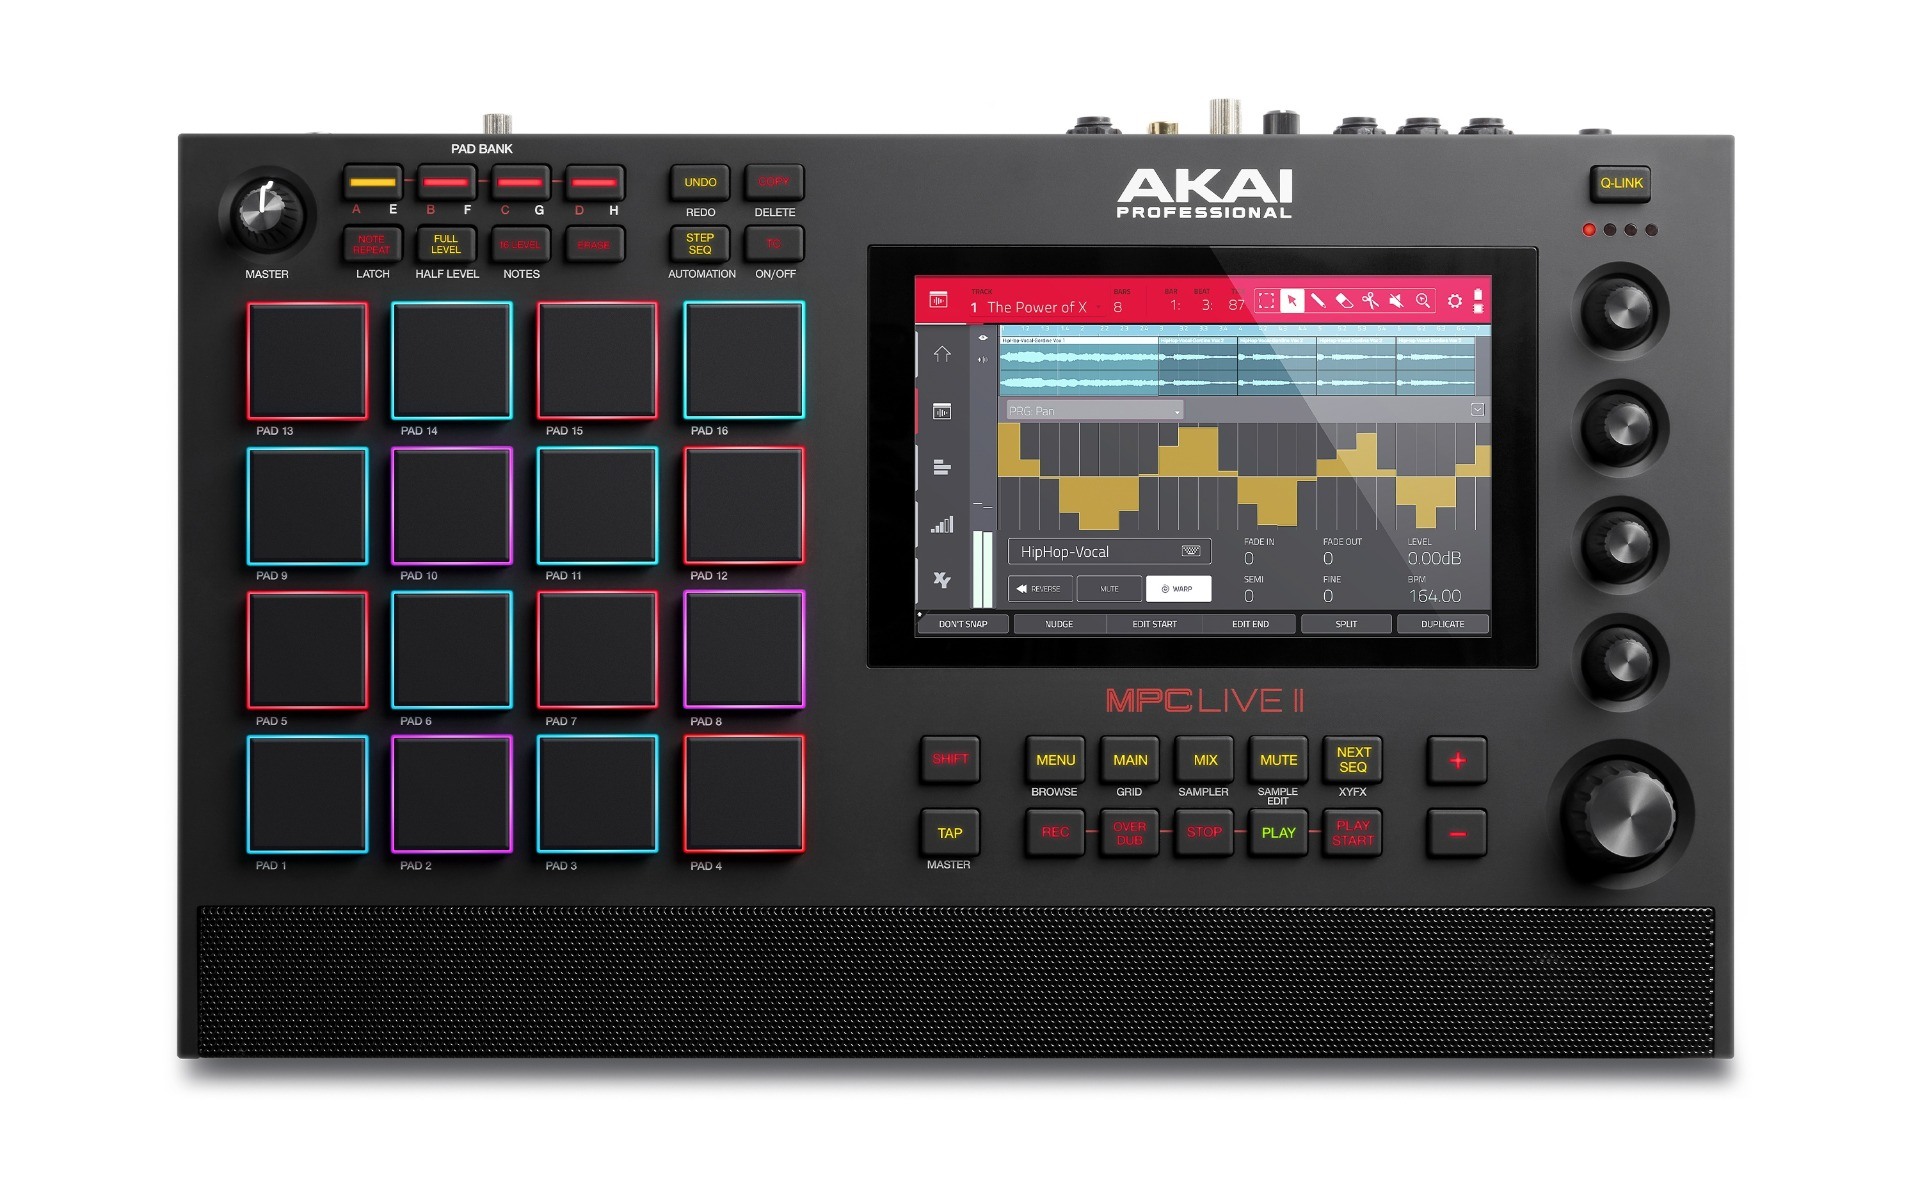 PAD BANK
A E B F C G D H
MASTER
NOTE REPEAT
LATCH
FULL LEVEL
HALF LEVEL
16 LEVEL
NOTES
ERASE
UNDO
REDO
COPY
DELETE
STEP SEQ
AUTOMATION
TC
ON/OFF
PAD 13
PAD 14
PAD 15
PAD 16
PAD 9
PAD 10
PAD 11
PAD 12
PAD 5
PAD 6
PAD 7
PAD 8
PAD 1
PAD 2
PAD 3
PAD 4
AKAI
PROFESSIONAL
Q-LINK
TRACK
1 The Power of X
BARS
8
BAR
1:
BEAT
3:
87
PRG: Pan
HipHop-Vocal
REVERSE
MUTE
WARP
FADE IN
0
FADE OUT
0
LEVEL
0.00dB
SEMI
0
FINE
0
BPM
164.00
DON'T SNAP
NUDGE
EDIT START
EDIT END
SPLIT
DUPLICATE
MPC LIVE II
SHIFT
MENU
BROWSE
MAIN
GRID
MIX
SAMPLER
MUTE
SAMPLE EDIT
NEXT SEQ
XYFX
+
TAP
MASTER
REC
OVER DUB
STOP
PLAY
PLAY START
−